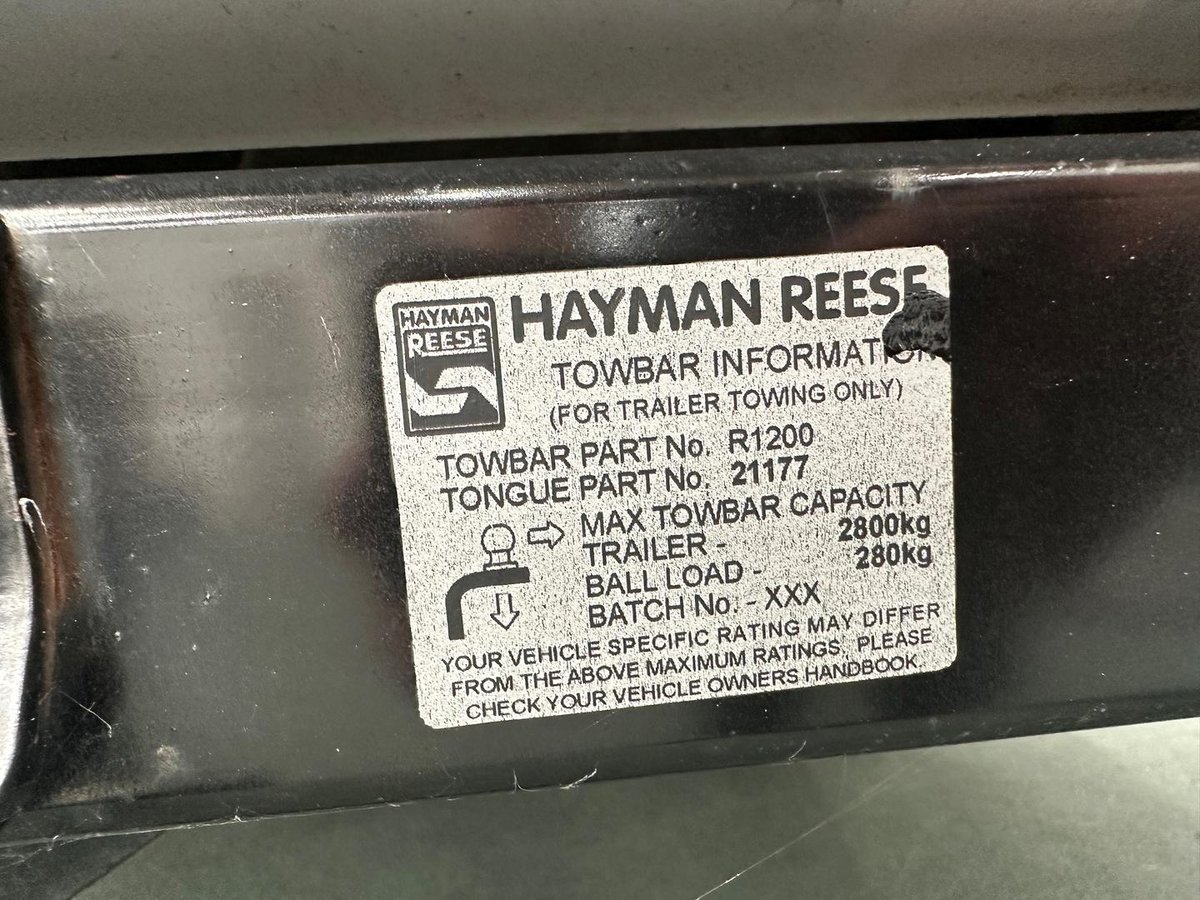 HAYMAN
REESE
HAYMAN REESE
TOWBAR INFORMATION
(FOR TRAILER TOWING ONLY)
TOWBAR PART No. R1200
TONGUE PART No. 21177
MAX TOWBAR CAPACITY
TRAILER - 2800kg
BALL LOAD - 280kg
BATCH No. - XXX
YOUR VEHICLE SPECIFIC RATING MAY DIFFER
FROM THE ABOVE MAXIMUM RATINGS, PLEASE
CHECK YOUR VEHICLE OWNERS HANDBOOK.